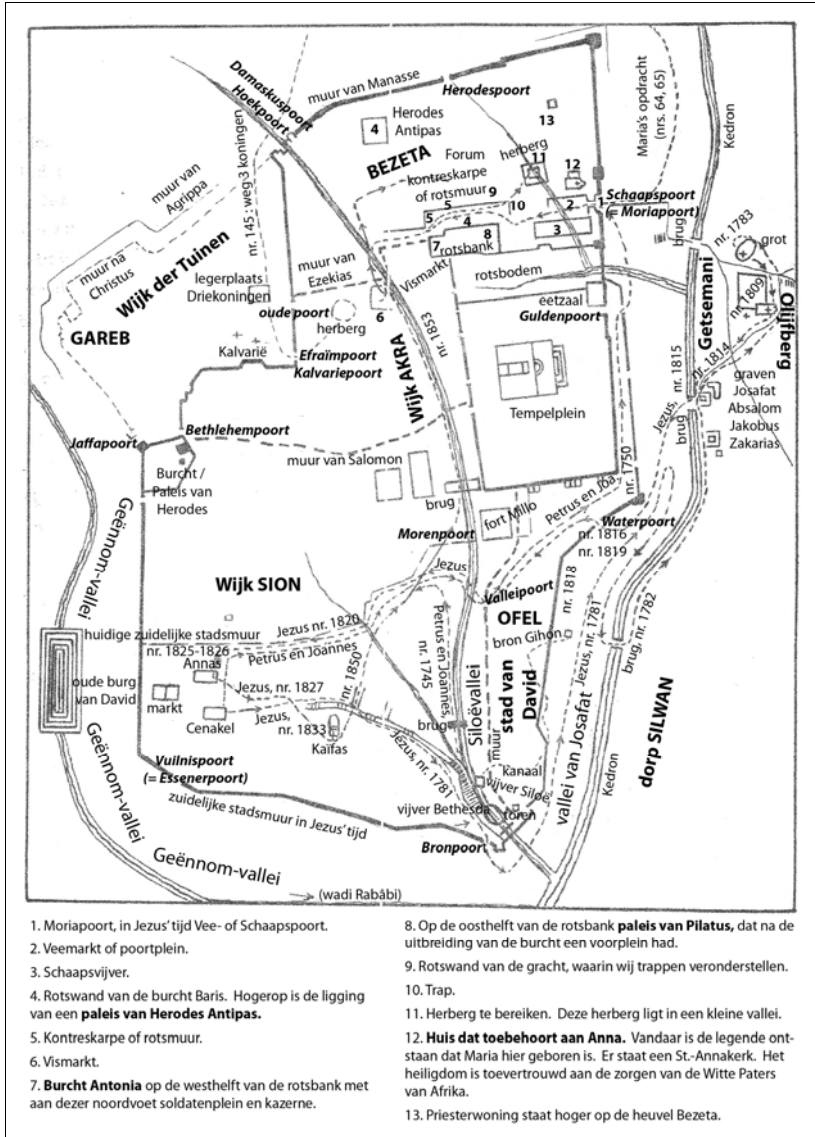 Damaskuspoort
Hoekpoort
muur van Manasse
Herodespoort
Maria's opdracht
(nrs. 64, 65)
Kedron
Herodes
Antipas
4
13
BEZETA
Forum
herberg
11
12
kontreskarpe
of rotsmuur
9
10
5
5
4
8
7
rotsbank
2
3
1
Schaapspoort
(= Moriapoort)
brug
nr. 1783
grot
nr. 1809
Olijfberg
Getsemani
muur van
Agrippa
nr. 145 : weg 3 koningen
muur na
Christus
Wijk der Tuinen
GAREB
legerplaats
Driekoningen
muur van
Ezekias
Vismarkt
rotsbodem
oude poort
herberg
6
nr. 1853
eetzaal
Guldenpoort
Kalvarië
Efraïmpoort
Kalvariepoort
Wijk AKRA
Tempelplein
nr. 1815
nr. 1814
Jezus,
brug
graven
Josafat
Absalom
Jakobus
Zakarias
Jaffapoort
Bethlehempoort
muur van Salomon
Burcht /
Paleis van
Herodes
brug
fort Millo
Petrus en Joa
nr. 1750
Morenpoort
Waterpoort
nr. 1816
nr. 1819
Geënnom-vallei
Wijk SION
Jezus
Valleipoort
OFEL
nr. 1818
bron Gihon
Jezus, nr. 1781
brug, nr. 1782
huidige zuidelijke stadsmuur
Jezus nr. 1820
nr. 1825-1826
Petrus en Joannes
Annas
Petrus en Joannes,
nr. 1745
nr. 1850
oude burg
van David
markt
Jezus, nr. 1827
Cenakel
Jezus,
nr. 1833
Kaïfas
brug
Siloëvallei
stad van
David
muur
vallei van Josafat
dorp SILWAN
Kedron
Jezus, nr. 1781
kanaal
vijver Siloë
Vuilnispoort
(= Essenerpoort)
zuidelijke stadsmuur in Jezus' tijd
vijver Bethesda
toren
Bronpoort
Geënnom-vallei
Geënnom-vallei
(wadi Rabâbi)
1. Moriapoort, in Jezus' tijd Vee- of Schaapspoort.
2. Veemarkt of poortplein.
3. Schaapsvijver.
4. Rotswand van de burcht Baris. Hogerop is de ligging
van een paleis van Herodes Antipas.
5. Kontreskarpe of rotsmuur.
6. Vismarkt.
7. Burcht Antonia op de westhelft van de rotsbank met
aan dezer noordvoet soldatenplein en kazerne.
8. Op de oosthelft van de rotsbank paleis van Pilatus, dat na de
uitbreiding van de burcht een voorplein had.
9. Rotswand van de gracht, waarin wij trappen veronderstellen.
10. Trap.
11. Herberg te bereiken. Deze herberg ligt in een kleine vallei.
12. Huis dat toebehoort aan Anna. Vandaar is de legende ont-
staan dat Maria hier geboren is. Er staat een St.-Annakerk. Het
heiligdom is toevertrouwd aan de zorgen van de Witte Paters
van Afrika.
13. Priesterwoning staat hoger op de heuvel Bezeta.